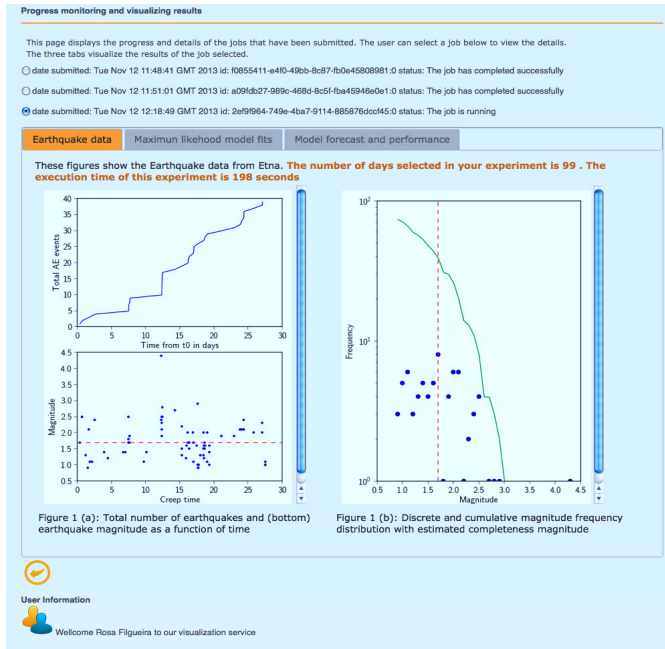 Progress monitoring and visualizing results
This page displays the progress and details of the jobs that have been submitted. The user can select a job below to view the details.
The three tabs visualize the results of the job selected.
date submitted: Tue Nov 12 11:48:41 GMT 2013 id: f0855411-e4f0-49bb-8c87-fb0e45808981:0 status: The job has completed successfully
date submitted: Tue Nov 12 11:51:01 GMT 2013 id: a09fdb27-989c-468d-8c5f-fba45946e0e1:0 status: The job has completed successfully
date submitted: Tue Nov 12 12:18:49 GMT 2013 id: 2ef9f964-749e-4ba7-9114-885876dccf45:0 status: The job is running
Earthquake data Maximun likehood model fits Model forecast and performance
These figures show the Earthquake data from Etna. The number of days selected in your experiment is 99 . The
execution time of this experiment is 198 seconds
Total AE events
40
35
30
25
20
15
10
5
0
0 5 10 15 20 25 30
Time from t0 in days
Magnitude
4.5
4.0
3.5
3.0
2.5
2.0
1.5
1.0
0.5
0 5 10 15 20 25 30
Creep time
Figure 1 (a): Total number of earthquakes and (bottom)
earthquake magnitude as a function of time
Frequency
10²
10¹
10⁰
0.5 1.0 1.5 2.0 2.5 3.0 3.5 4.0 4.5
Magnitude
Figure 1 (b): Discrete and cumulative magnitude frequency
distribution with estimated completeness magnitude
User Information
Wellcome Rosa Filgueira to our visualization service